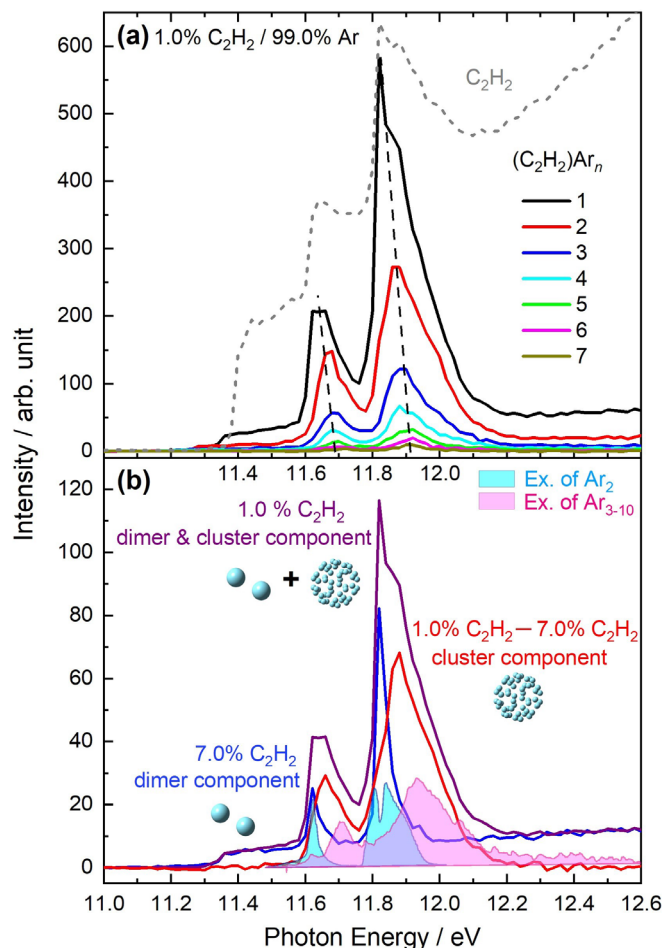 (a) 1.0% C₂H₂ / 99.0% Ar
C₂H₂
(C₂H₂)Arₙ
1
2
3
4
5
6
7
600
500
400
300
200
100
0
11.4 11.6 11.8 12.0
Intensity / arb. unit
(b)
Ex. of Ar₂
Ex. of Ar₃₋₁₀
1.0 % C₂H₂
dimer & cluster component
+
1.0% C₂H₂—7.0% C₂H₂
cluster component
7.0% C₂H₂
dimer component
120
100
80
60
40
20
0
11.0 11.2 11.4 11.6 11.8 11.9 12.0 12.2 12.4 12.6
Photon Energy / eV